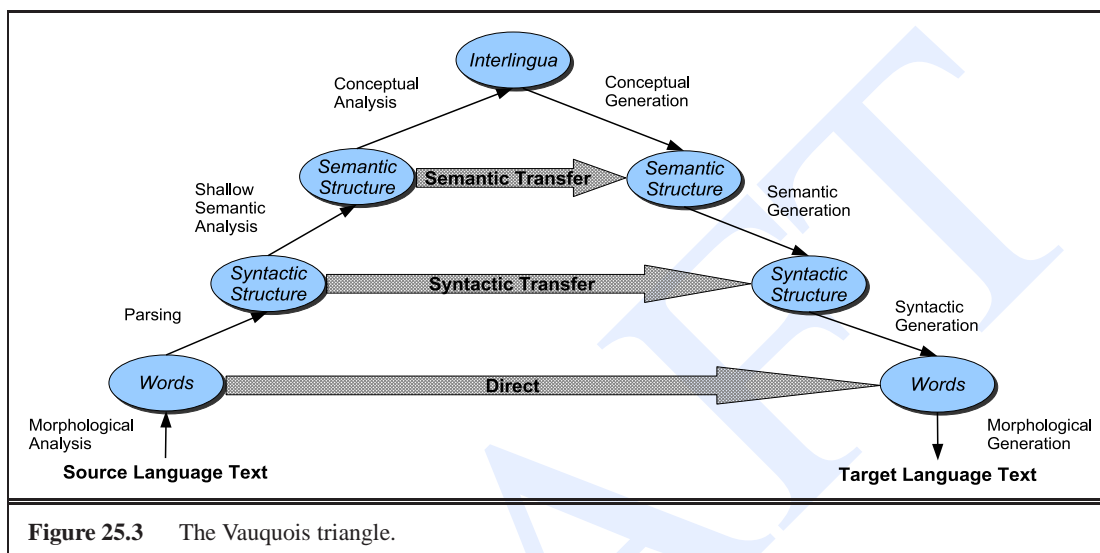 Interlingua
Conceptual
Analysis
Conceptual
Generation
Semantic
Structure
Semantic Transfer
Semantic
Structure
Shallow
Semantic
Analysis
Semantic
Generation
Syntactic
Structure
Syntactic Transfer
Syntactic
Structure
Parsing
Syntactic
Generation
Words
Direct
Words
Morphological
Analysis
Morphological
Generation
Source Language Text
Target Language Text
Figure 25.3 The Vauquois triangle.